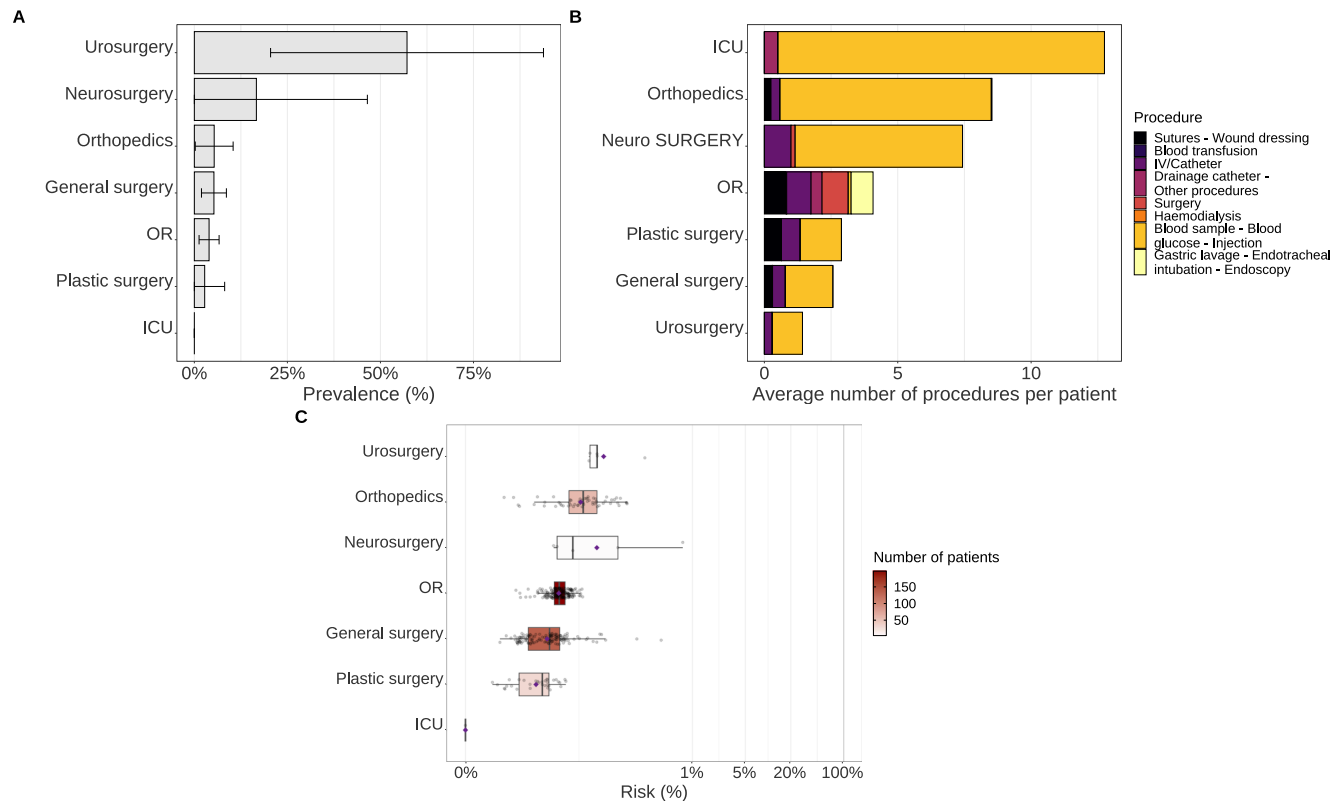 A
Urosurgery
Neurosurgery
Orthopedics
General surgery
OR
Plastic surgery
ICU
0%
25%
50%
75%
Prevalence (%)
B
ICU
Orthopedics
Neuro SURGERY
OR
Plastic surgery
General surgery
Urosurgery
0
5
10
Average number of procedures per patient
Procedure
Sutures - Wound dressing
Blood transfusion
IV/Catheter
Drainage catheter -
Other procedures
Surgery
Haemodialysis
Blood sample - Blood
glucose - Injection
Gastric lavage - Endotracheal
intubation - Endoscopy
C
Urosurgery
Orthopedics
Neurosurgery
OR
General surgery
Plastic surgery
ICU
0%
1%
5%
20%
100%
Risk (%)
Number of patients
150
100
50